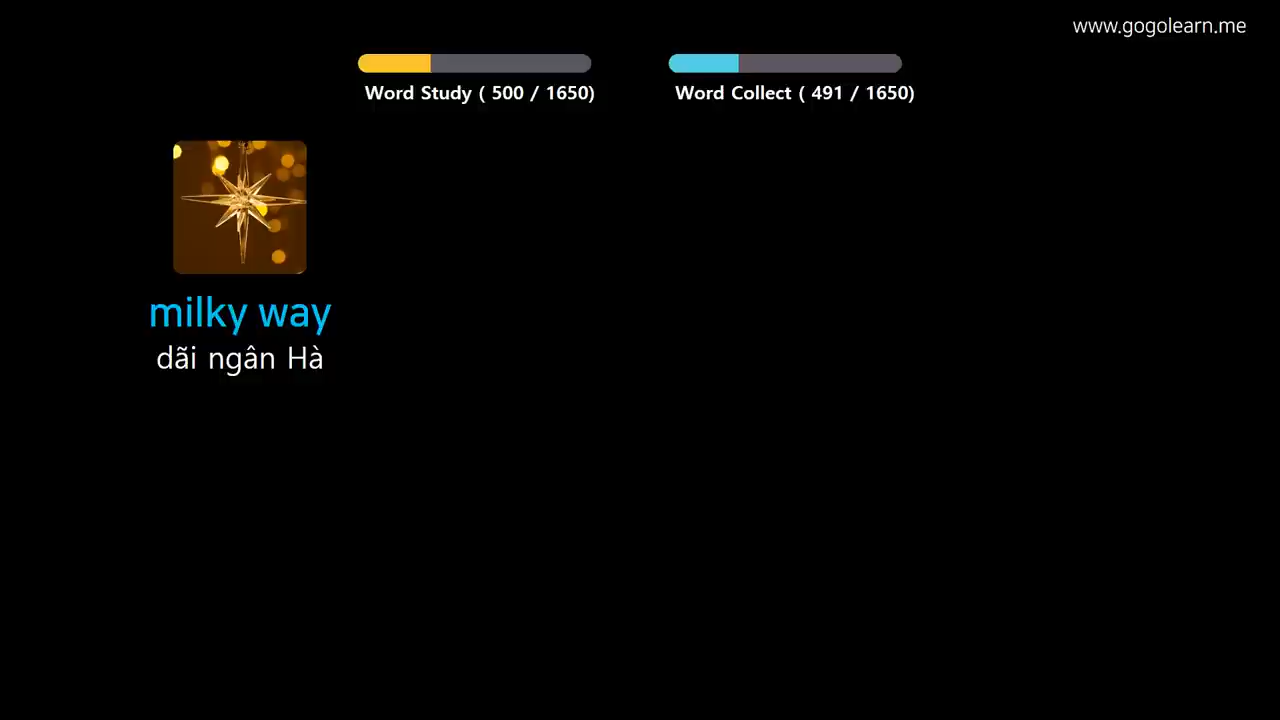 www.gogolearn.me
Word Study ( 500 / 1650)
Word Collect ( 491 / 1650)
milky way
dãi ngân Hà